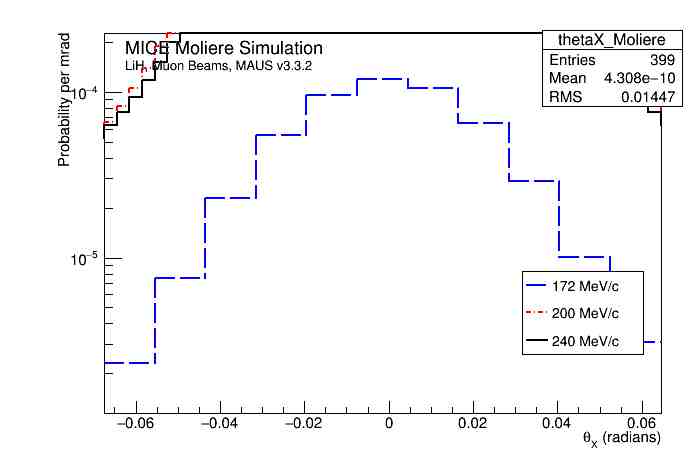 MICE Moliere Simulation
LiH, Muon Beams, MAUS v3.3.2
thetaX_Moliere
Entries 399
Mean 4.308e−10
RMS 0.01447
Probability per mrad
10−4
10−5
172 MeV/c
200 MeV/c
240 MeV/c
−0.06 −0.04 −0.02 0 0.02 0.04 0.06
θX (radians)